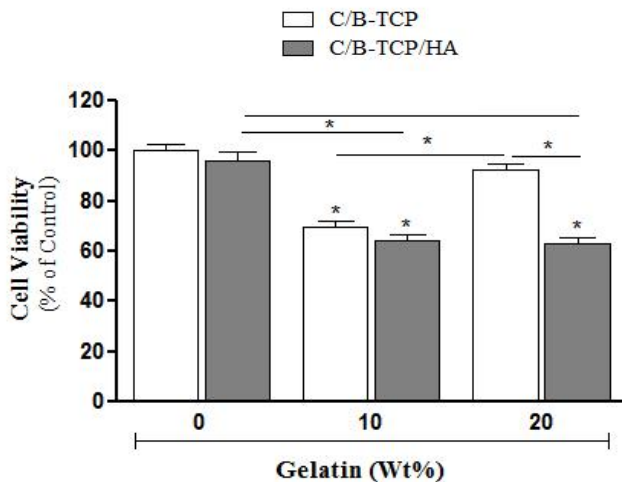 C/B-TCP
C/B-TCP/HA
120
100
80
60
40
20
0
Cell Viability
(% of Control)
*
*
*
*
*
*
0 10 20
Gelatin (Wt%)